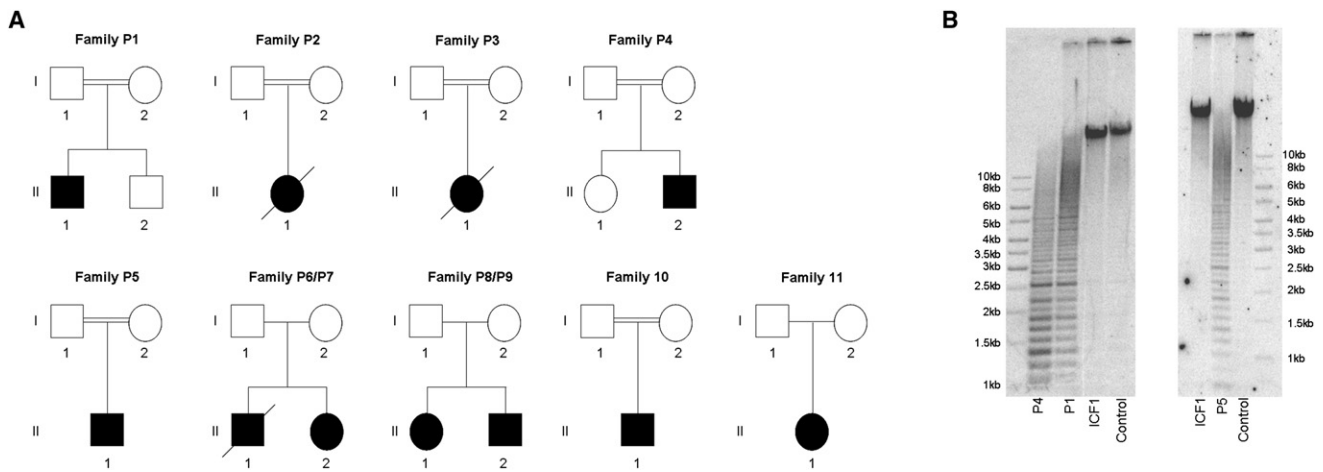 A
Family P1
Family P2
Family P3
Family P4
I
1
2
I
1
2
I
1
2
I
1
2
II
1
2
II
1
II
1
II
1
2
Family P5
Family P6/P7
Family P8/P9
Family 10
Family 11
I
1
2
I
1
2
I
1
2
I
1
2
I
1
2
II
1
II
1
2
II
1
2
II
1
II
1
B
10kb
8kb
6kb
5kb
4kb
3.5kb
3kb
2.5kb
2kb
1.5kb
1kb
P4
P1
ICF1
Control
10kb
8kb
6kb
5kb
4kb
3.5kb
3kb
2.5kb
2kb
1.5kb
1kb
ICF1
P5
Control